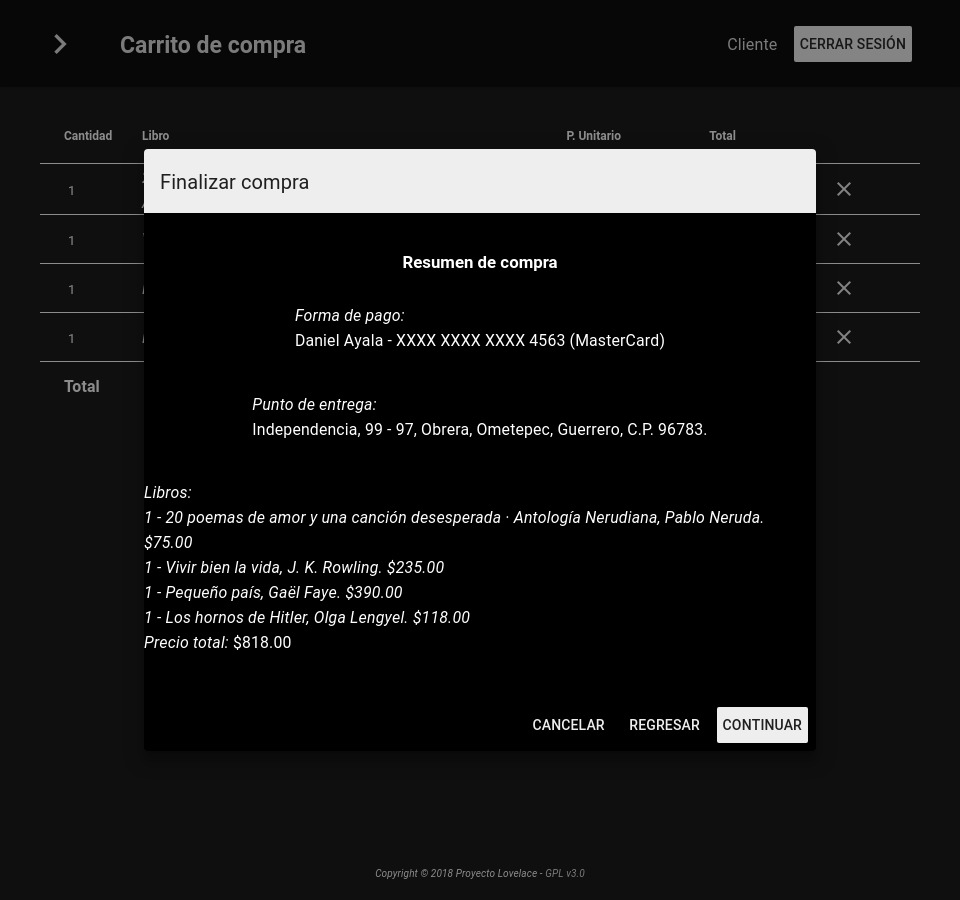 Carrito de compra
Cliente
CERRAR SESIÓN
Cantidad Libro P. Unitario Total
1
1
1
1
Total
Finalizar compra
Resumen de compra
Forma de pago:
Daniel Ayala - XXXX XXXX XXXX 4563 (MasterCard)
Punto de entrega:
Independencia, 99 - 97, Obrera, Ometepec, Guerrero, C.P. 96783.
Libros:
1 - 20 poemas de amor y una canción desesperada · Antología Nerudiana, Pablo Neruda.
$75.00
1 - Vivir bien la vida, J. K. Rowling. $235.00
1 - Pequeño país, Gaël Faye. $390.00
1 - Los hornos de Hitler, Olga Lengyel. $118.00
Precio total: $818.00
CANCELAR REGRESAR CONTINUAR
Copyright © 2018 Proyecto Lovelace - GPL v3.0